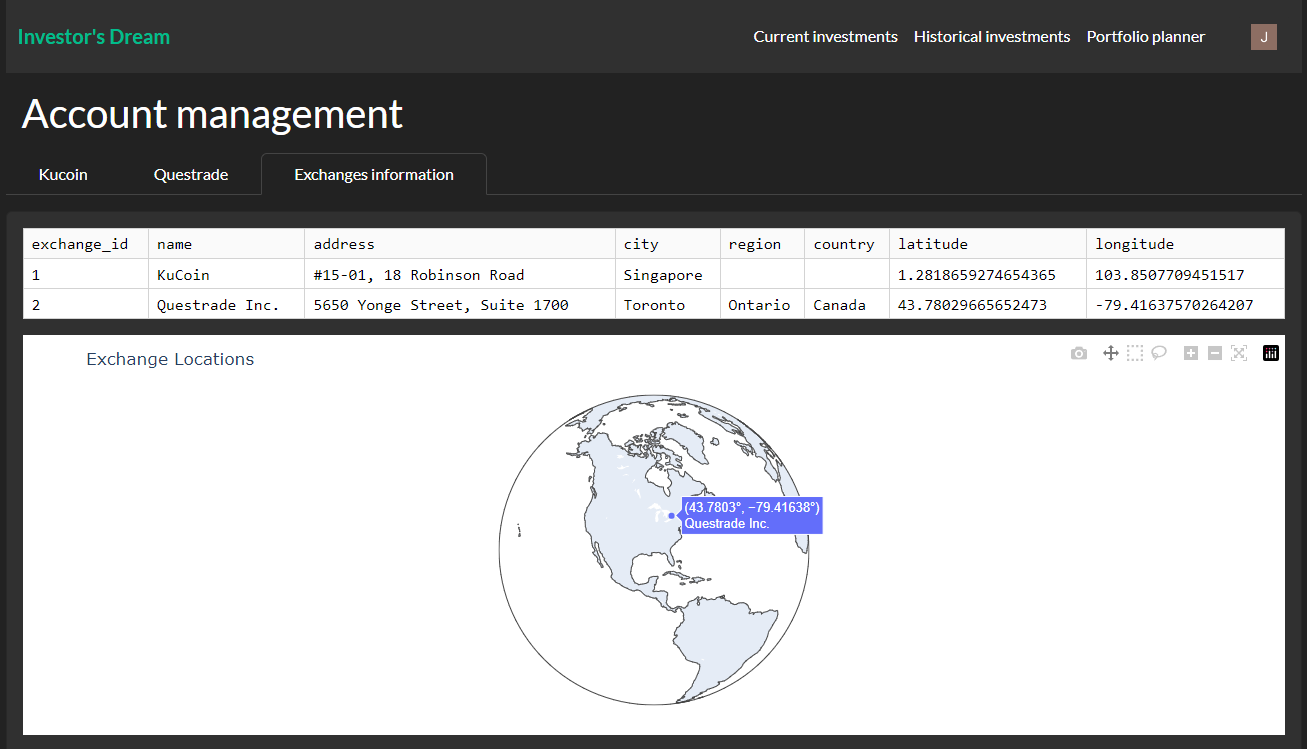 Investor's Dream
Current investments Historical investments Portfolio planner J
Account management
Kucoin Questrade Exchanges information
exchange_id name address city region country latitude longitude
1 KuCoin #15-01, 18 Robinson Road Singapore 1.2818659274654365 103.8507709451517
2 Questrade Inc. 5650 Yonge Street, Suite 1700 Toronto Ontario Canada 43.78029665652473 -79.41637570264207
Exchange Locations
(43.7803°, −79.41638°)
Questrade Inc.